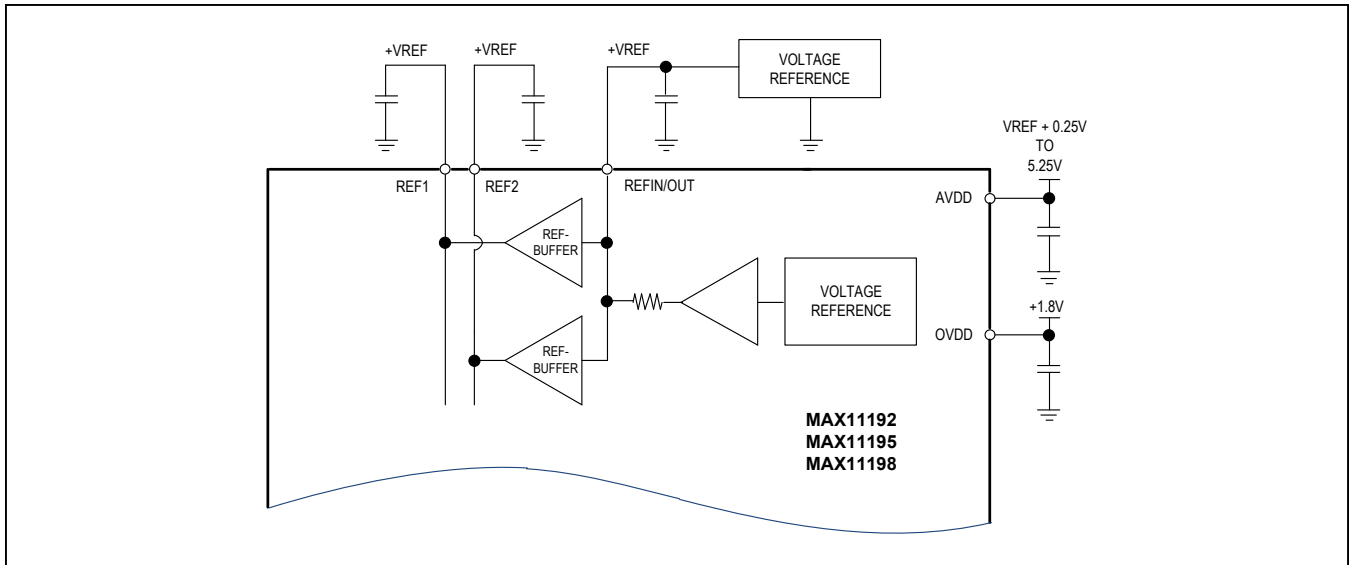 +VREF
+VREF
+VREF
VOLTAGE
REFERENCE
VREF + 0.25V
TO
5.25V
REF1
REF2
REFIN/OUT
AVDD
REF-
BUFFER
VOLTAGE
REFERENCE
+1.8V
OVDD
REF-
BUFFER
MAX11192
MAX11195
MAX11198